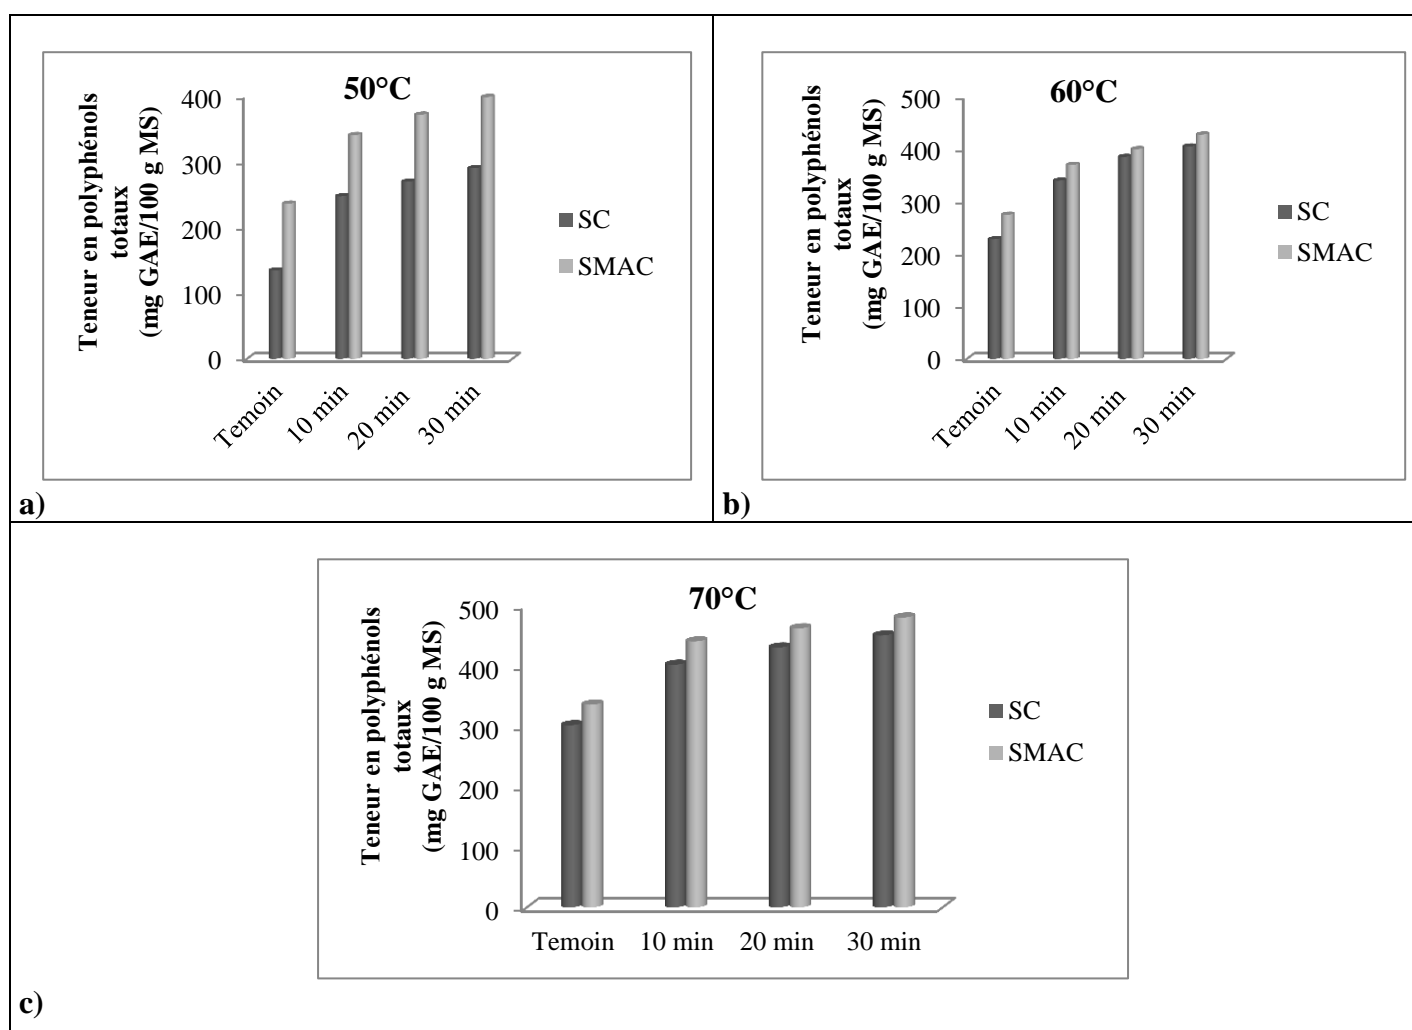 50°C
Teneur en polyphénols
totaux
(mg GAE/100 g MS)
400
300
200
100
0
Temoin
10 min
20 min
30 min
SC
SMAC
a)
60°C
Teneur en polyphénols
totaux
(mg GAE/100 g MS)
500
400
300
200
100
0
Temoin
10 min
20 min
30 min
SC
SMAC
b)
70°C
Teneur en polyphénols
totaux
(mg GAE/100 g MS)
500
400
300
200
100
0
Temoin 10 min 20 min 30 min
SC
SMAC
c)